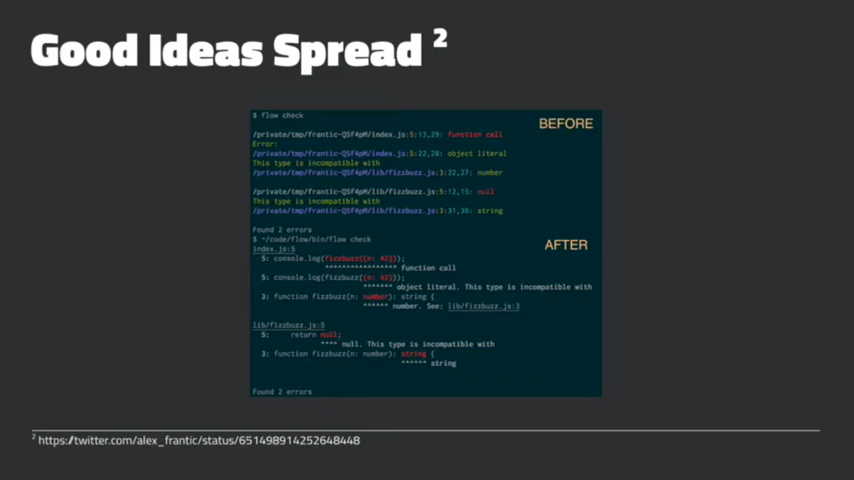 Good Ideas Spread ²
$ flow check
BEFORE
/private/tmp/frantic-QSf4pM/index.js:5:13,29: function call
Error:
/private/tmp/frantic-QSf4pM/index.js:5:22,28: object literal
This type is incompatible with
/private/tmp/frantic-QSf4pM/lib/fizzbuzz.js:3:22,27: number
/private/tmp/frantic-QSf4pM/lib/fizzbuzz.js:5:12,15: null
This type is incompatible with
/private/tmp/frantic-QSf4pM/lib/fizzbuzz.js:3:31,36: string
Found 2 errors
$ ~/code/flow/bin/flow check
AFTER
index.js:5
5: console.log(fizzbuzz({n: 42}));
^^^^^^^^^^^^^^^^^ function call
5: console.log(fizzbuzz({n: 42}));
^^^^^^^ object literal. This type is incompatible with
3: function fizzbuzz(n: number): string {
^^^^^^ number. See: lib/fizzbuzz.js:3
lib/fizzbuzz.js:5
5: return null;
^^^^ null. This type is incompatible with
3: function fizzbuzz(n: number): string {
^^^^^^ string
Found 2 errors
² https://twitter.com/alex_frantic/status/651498914252648448